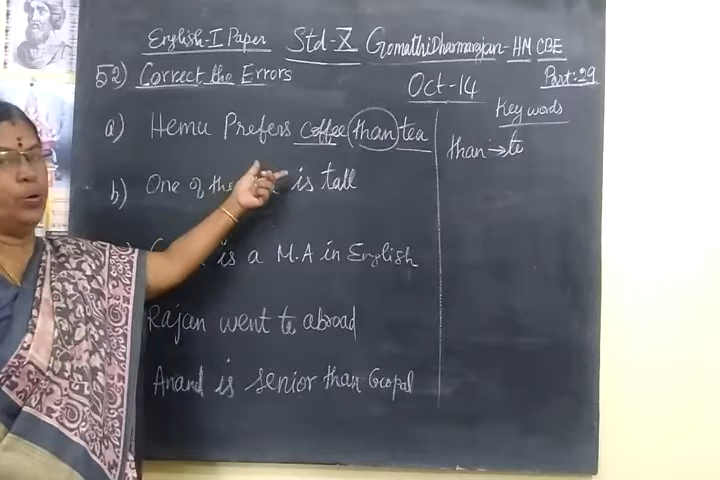 English-I Paper Std-X GomathiDharmarajan-HM CBE
52) Correct the Errors
Oct-14
Part:29
Key words
a) Hemu Prefers coffee than tea
than→to
b) One of the is tall
is a M.A in English
Rajan went to abroad
Anand is senior than Gopal